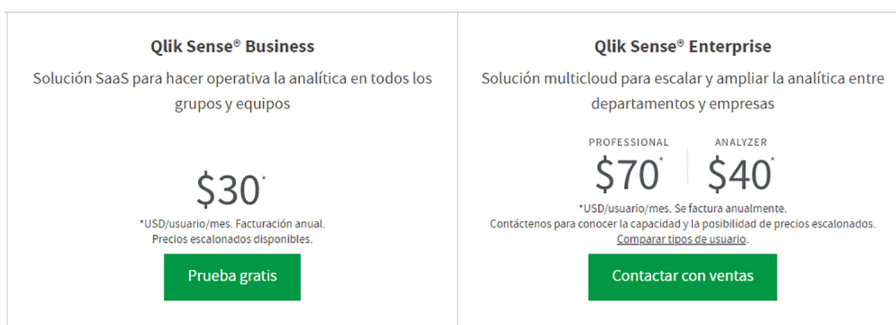 Qlik Sense® Business
Solución SaaS para hacer operativa la analítica en todos los
grupos y equipos
$30*
*USD/usuario/mes. Facturación anual.
Precios escalonados disponibles.
Prueba gratis
Qlik Sense® Enterprise
Solución multicloud para escalar y ampliar la analítica entre
departamentos y empresas
PROFESSIONAL ANALYZER
$70* $40*
*USD/usuario/mes. Se factura anualmente.
Contáctenos para conocer la capacidad y la posibilidad de precios escalonados.
Comparar tipos de usuario.
Contactar con ventas